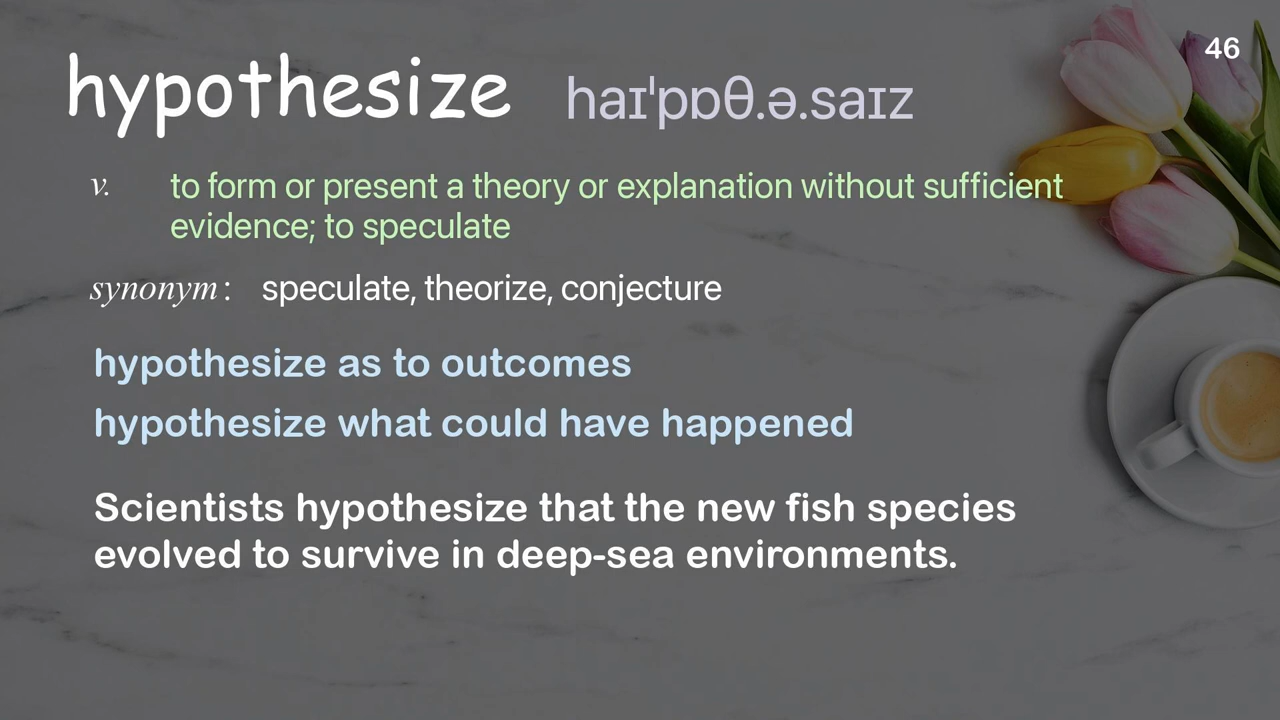 46
hypothesize haɪˈpɒθ.ə.saɪz
v. to form or present a theory or explanation without sufficient
evidence; to speculate
synonym : speculate, theorize, conjecture
hypothesize as to outcomes
hypothesize what could have happened
Scientists hypothesize that the new fish species
evolved to survive in deep-sea environments.